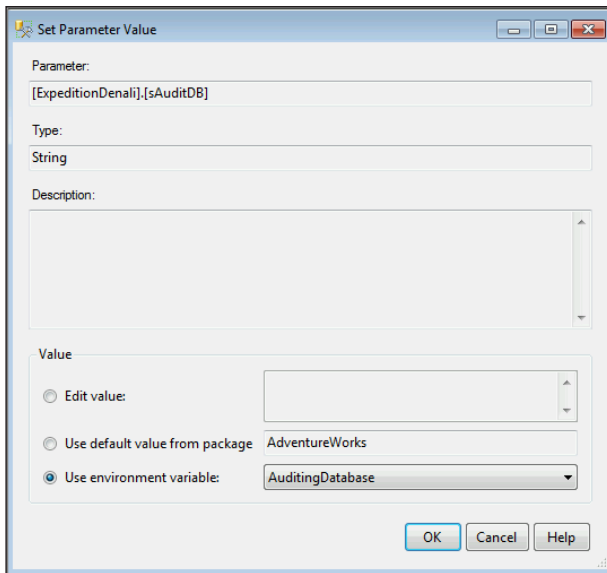 Set Parameter Value
Parameter:
[ExpeditionDenali].[sAuditDB]
Type:
String
Description:
Value
Edit value:
Use default value from package AdventureWorks
Use environment variable: AuditingDatabase
OK Cancel Help